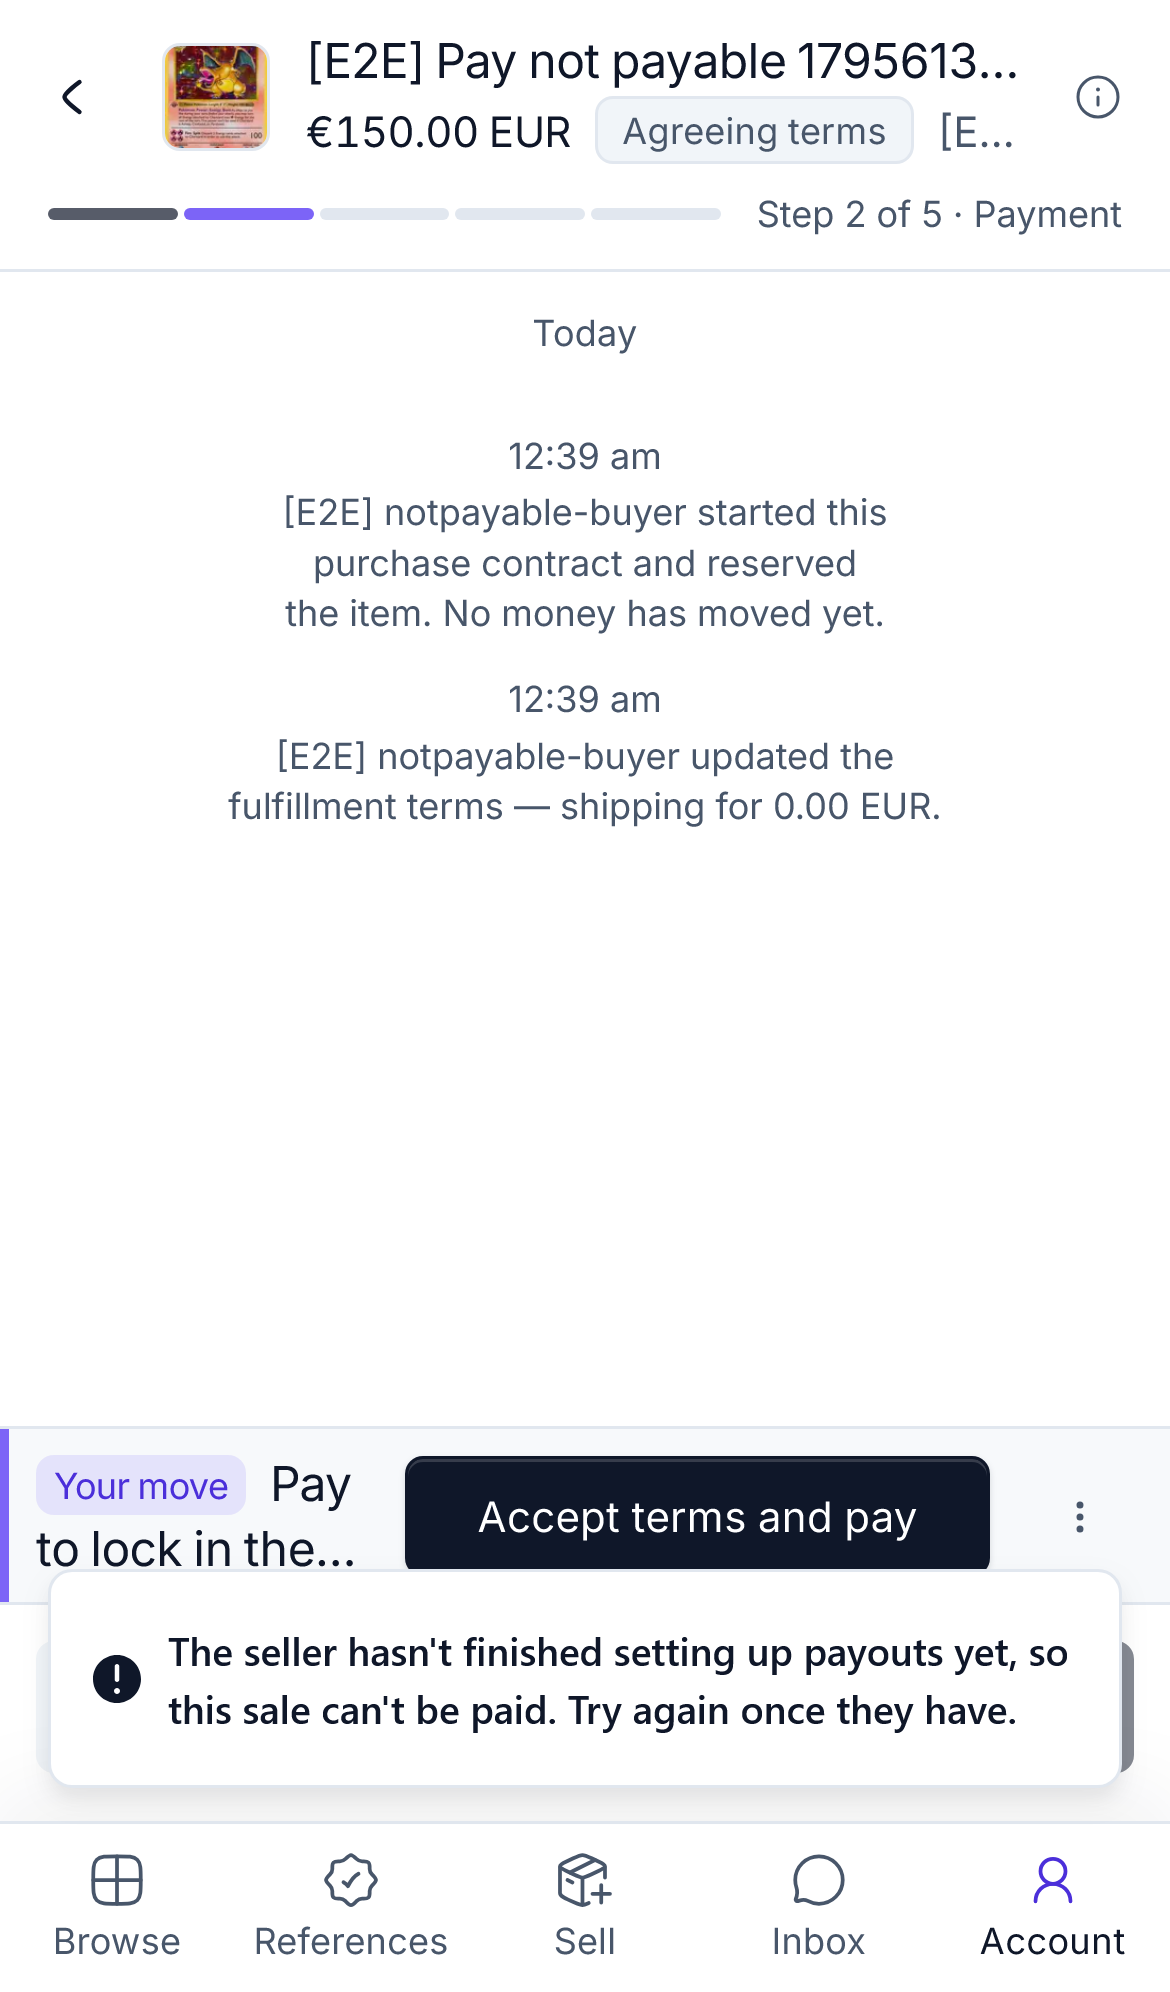 [E2E] Pay not payable 1795613...
€150.00 EUR Agreeing terms [E...
Step 2 of 5 · Payment
Today
12:39 am
[E2E] notpayable-buyer started this
purchase contract and reserved
the item. No money has moved yet.
12:39 am
[E2E] notpayable-buyer updated the
fulfillment terms — shipping for 0.00 EUR.
Your move Pay
to lock in the...
Accept terms and pay
The seller hasn't finished setting up payouts yet, so
this sale can't be paid. Try again once they have.
Browse References Sell Inbox Account